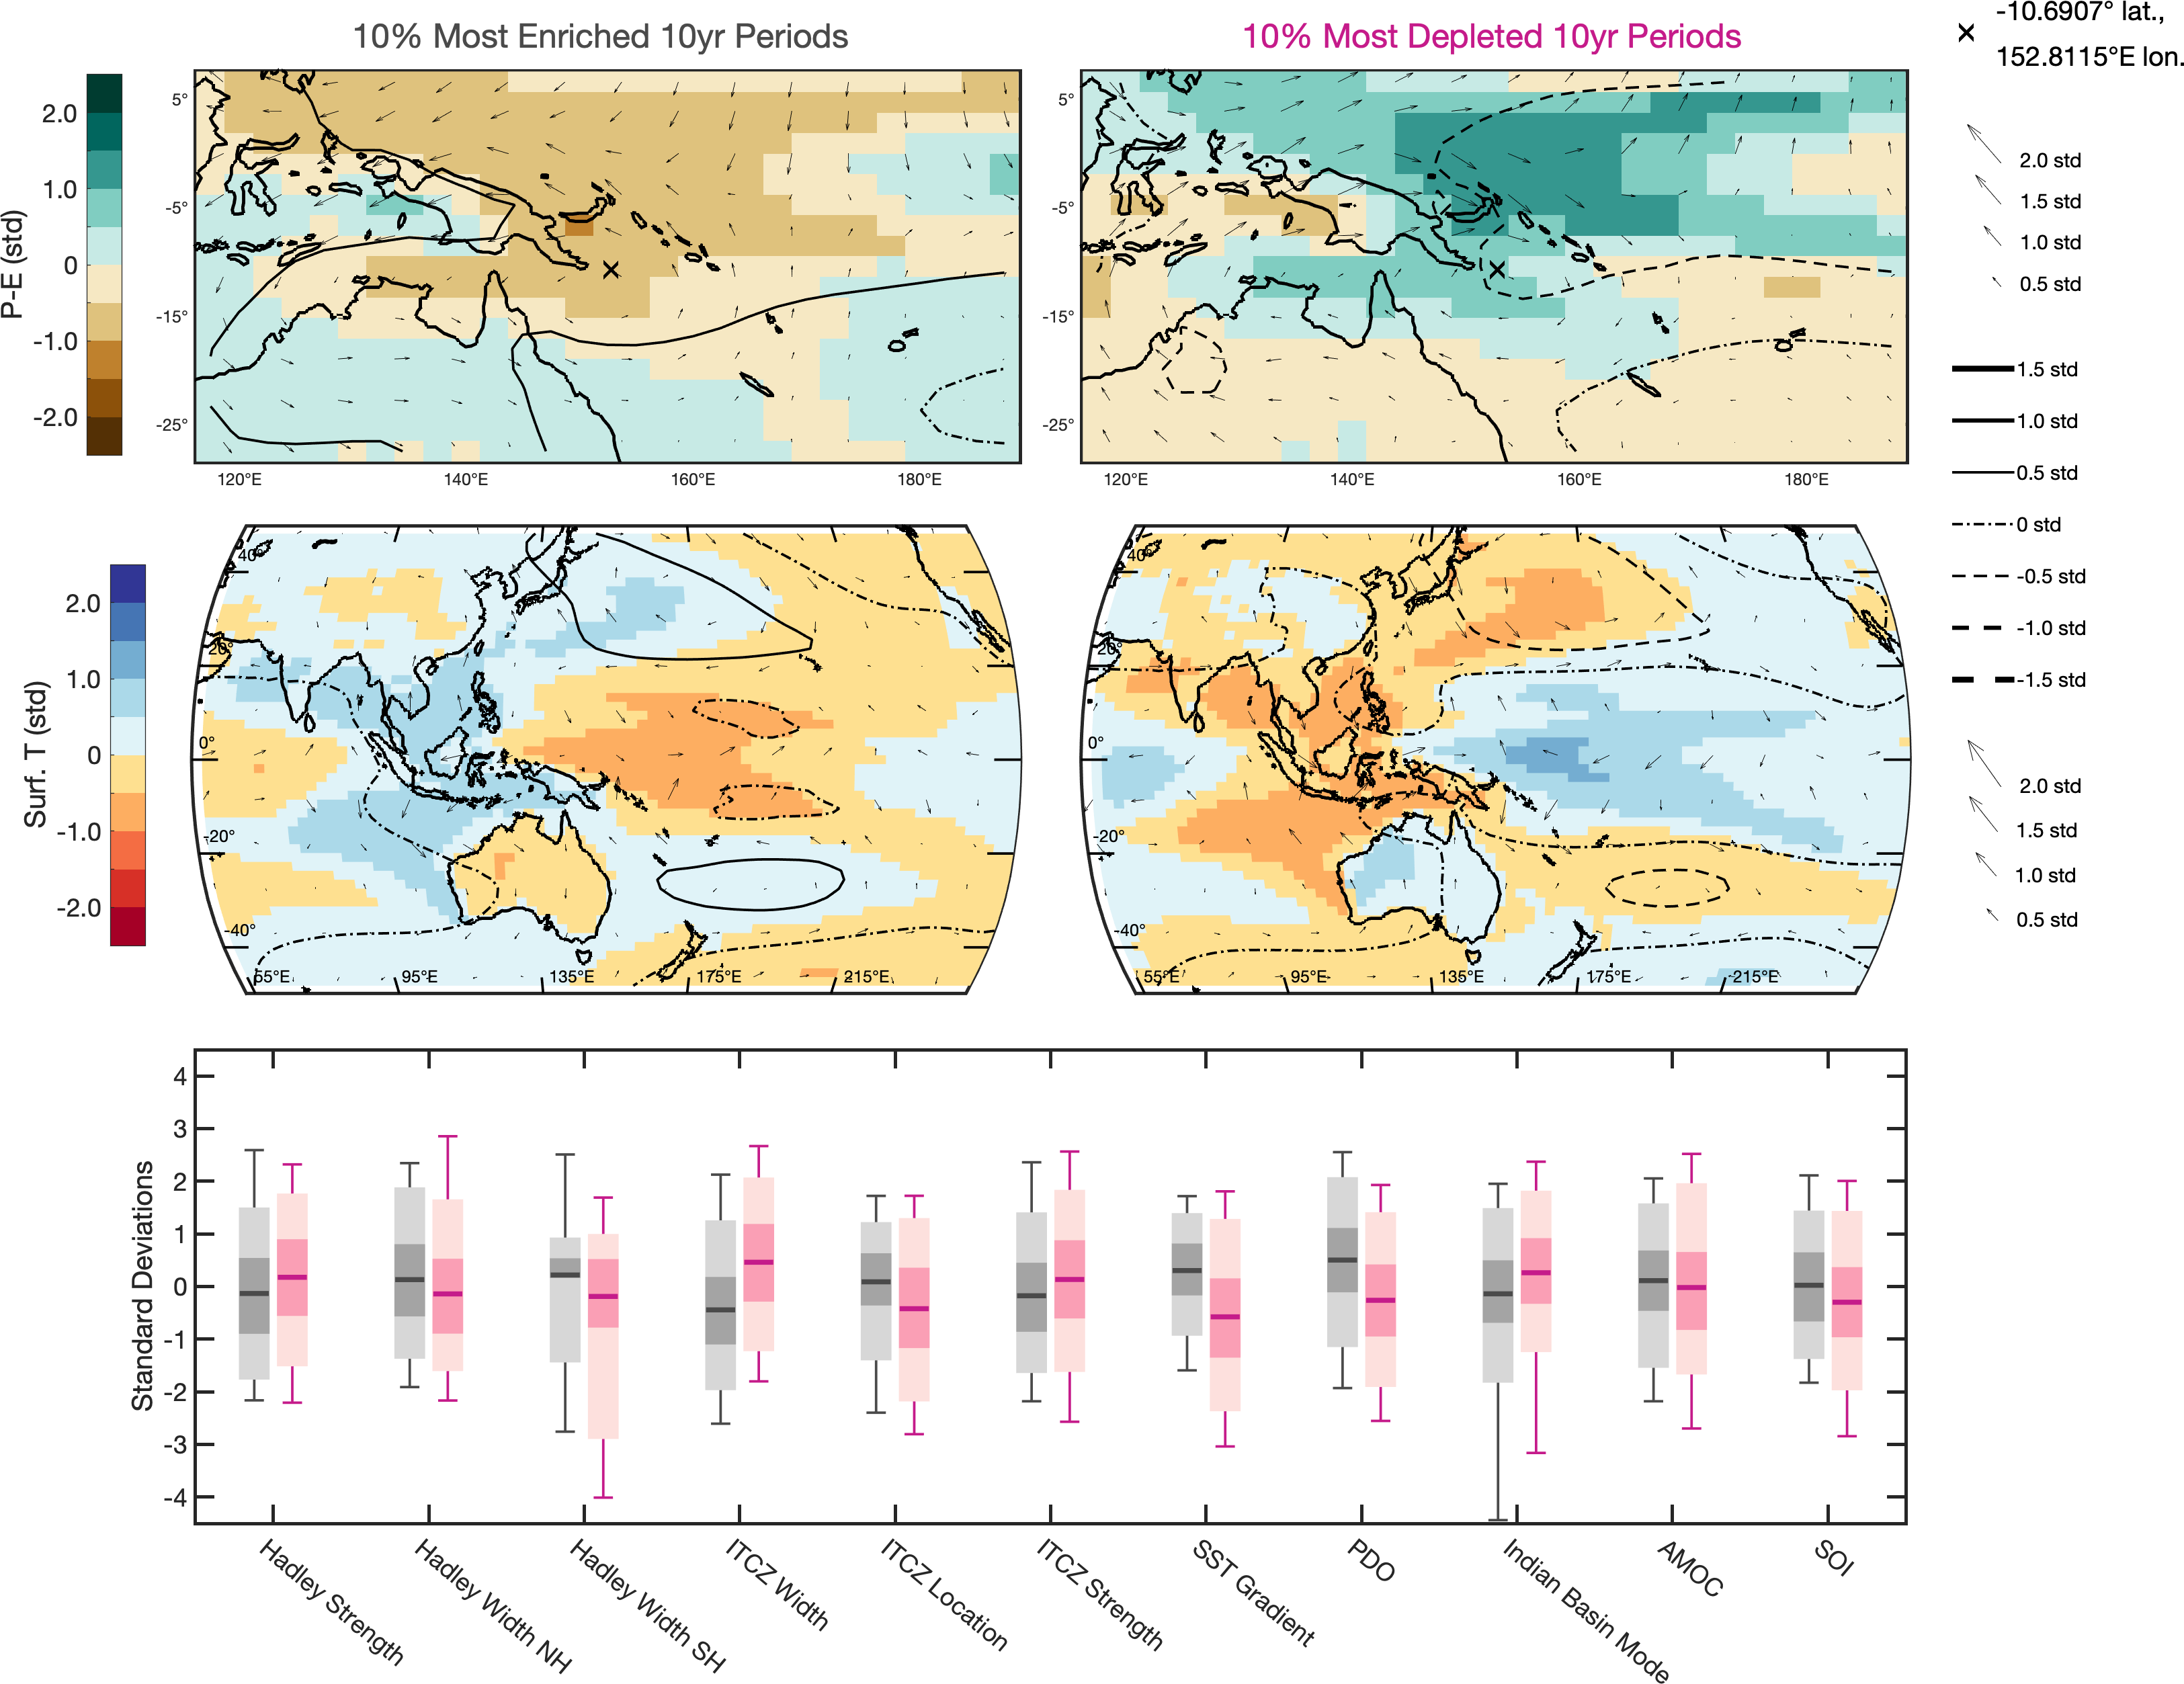 10% Most Enriched 10yr Periods
10% Most Depleted 10yr Periods
-10.6907° lat.,
152.8115°E lon.
P-E (std)
2.0
1.0
0
-1.0
-2.0
5°
-5°
-15°
-25°
120°E
140°E
160°E
180°E
5°
-5°
-15°
-25°
120°E
140°E
160°E
180°E
2.0 std
1.5 std
1.0 std
0.5 std
1.5 std
1.0 std
0.5 std
0 std
-0.5 std
-1.0 std
-1.5 std
2.0 std
1.5 std
1.0 std
0.5 std
Surf. T (std)
2.0
1.0
0
-1.0
-2.0
40°
20°
0°
-20°
-40°
55°E
95°E
135°E
175°E
215°E
40°
20°
0°
-20°
-40°
55°E
95°E
135°E
175°E
215°E
Standard Deviations
4
3
2
1
0
-1
-2
-3
-4
Hadley Strength
Hadley Width NH
Hadley Width SH
ITCZ Width
ITCZ Location
ITCZ Strength
SST Gradient
PDO
Indian Basin Mode
AMOC
SOI